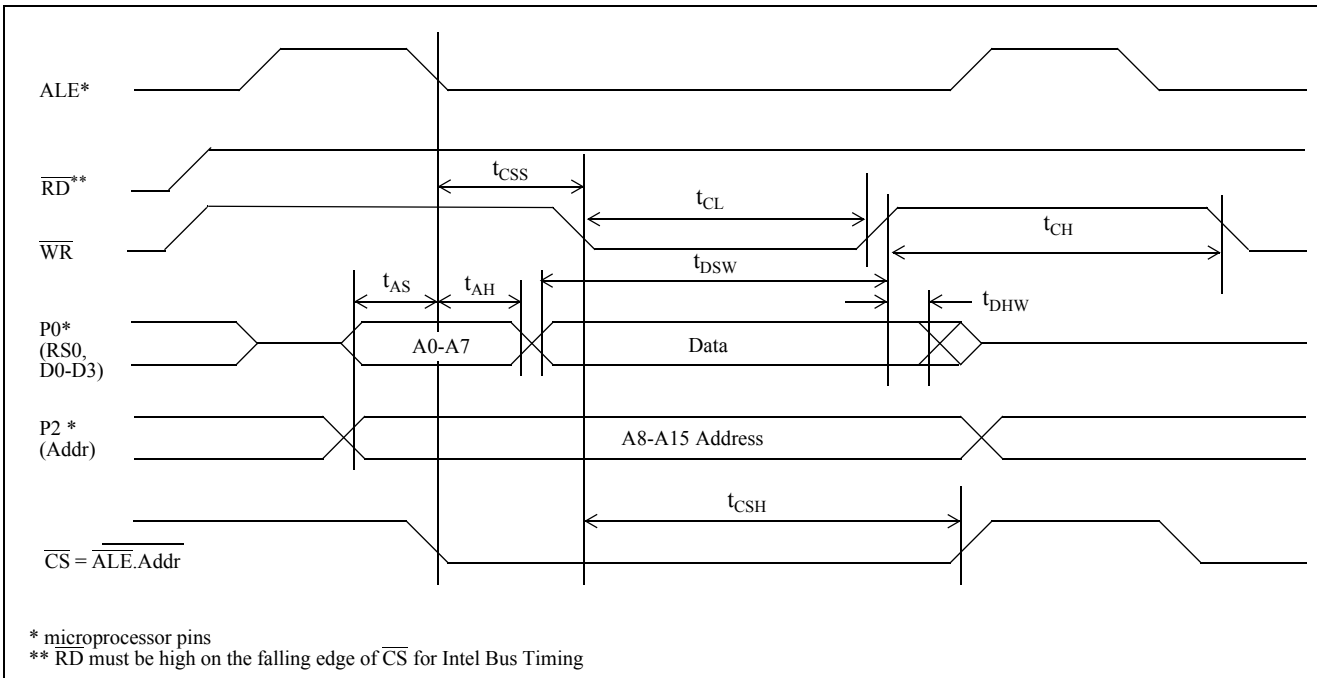 ALE*
RD**
tCSS
tCL
WR
tCH
tDSW
tAS
tAH
tDHW
P0*
(RS0,
D0-D3)
A0-A7
Data
P2 *
(Addr)
A8-A15 Address
tCSH
CS = ALE.Addr
* microprocessor pins
** RD must be high on the falling edge of CS for Intel Bus Timing